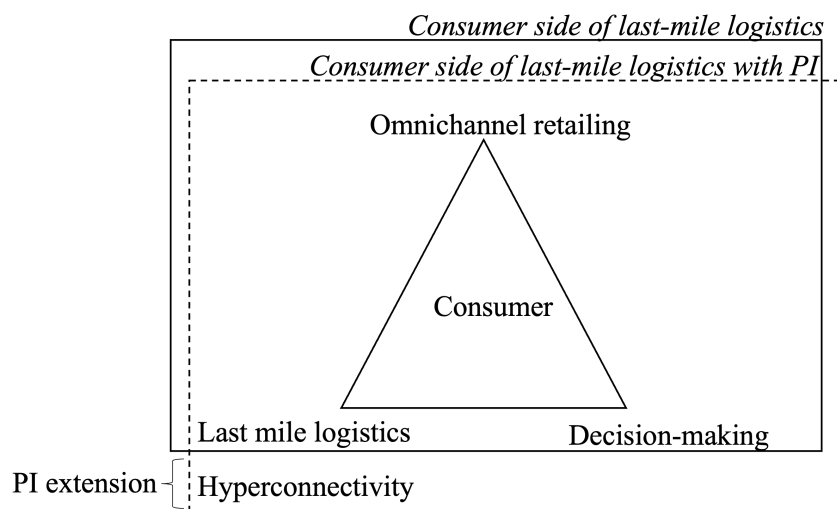 Consumer side of last-mile logistics
Consumer side of last-mile logistics with PI
Omnichannel retailing
Consumer
Last mile logistics
Decision-making
PI extension
Hyperconnectivity